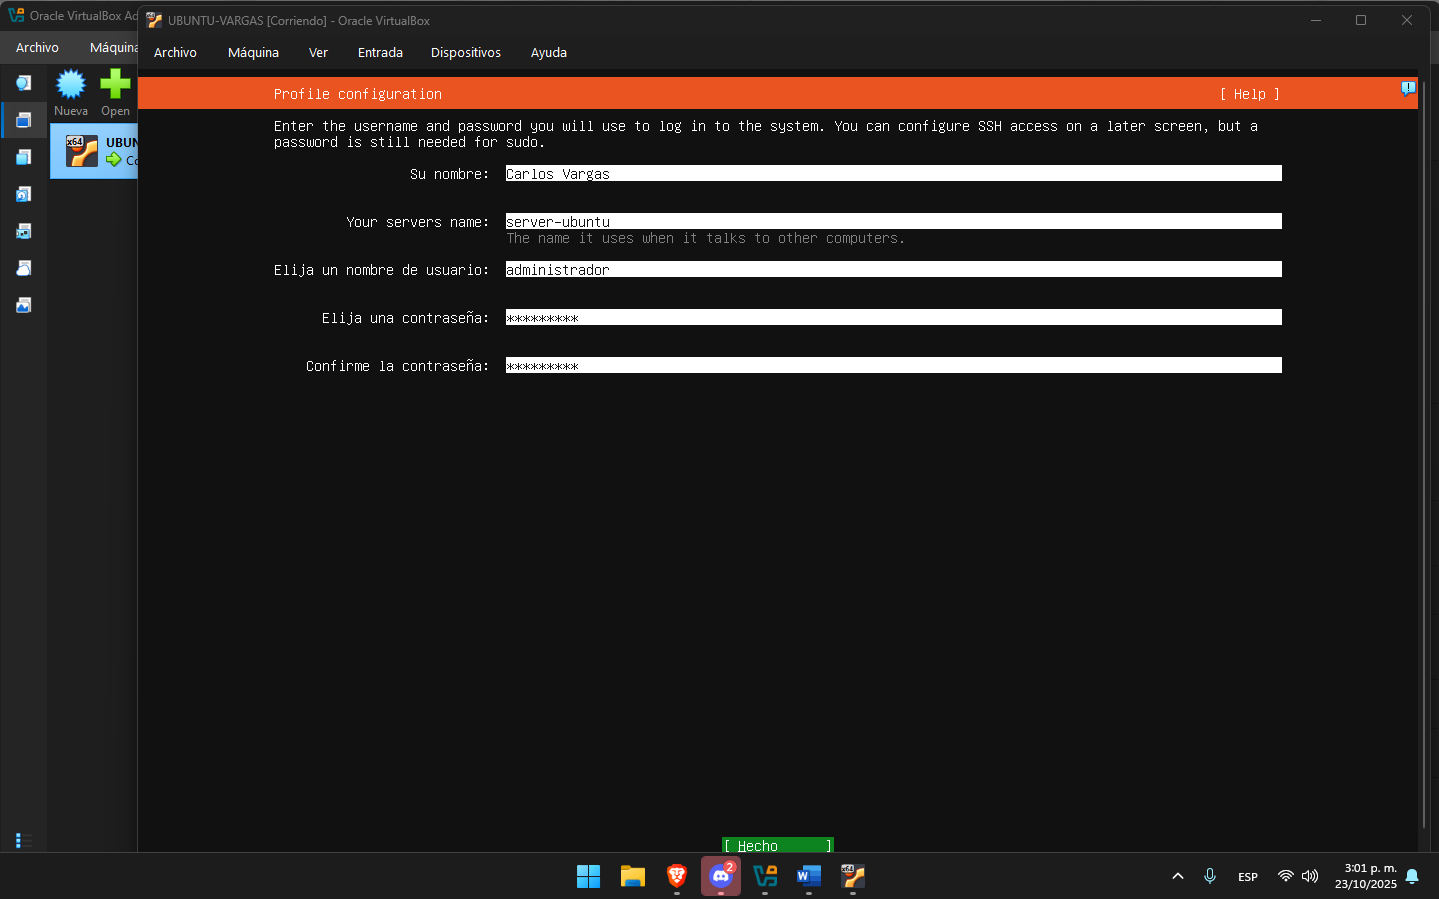 Oracle VirtualBox Ad
UBUNTU-VARGAS [Corriendo] - Oracle VirtualBox
Archivo
Máquina
Archivo
Máquina
Ver
Entrada
Dispositivos
Ayuda
Nueva
Open
x64
UBUN
Co
Profile configuration
[ Help ]
Enter the username and password you will use to log in to the system. You can configure SSH access on a later screen, but a
password is still needed for sudo.
Su nombre: Carlos Vargas
Your servers name: server-ubuntu
The name it uses when it talks to other computers.
Elija un nombre de usuario: administrador
Elija una contraseña: *********
Confirme la contraseña: *********
[ Hecho ]
2
W
x64
ESP
3:01 p. m.
23/10/2025